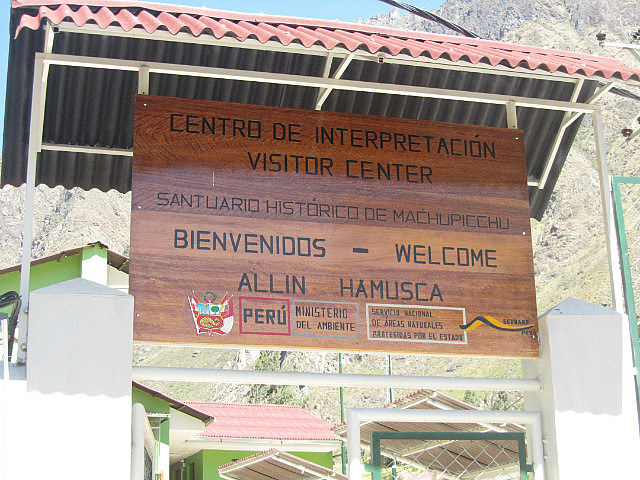 CENTRO DE INTERPRETACIÓN
VISITOR CENTER
SANTUARIO HISTÓRICO DE MACHUPICCHU
BIENVENIDOS - WELCOME
ALLIN HAMUSCA
PERÚ
MINISTERIO
DEL AMBIENTE
SERVICIO NACIONAL
DE ÁREAS NATURALES
PROTEGIDAS POR EL ESTADO
SERNANP
PERÚ